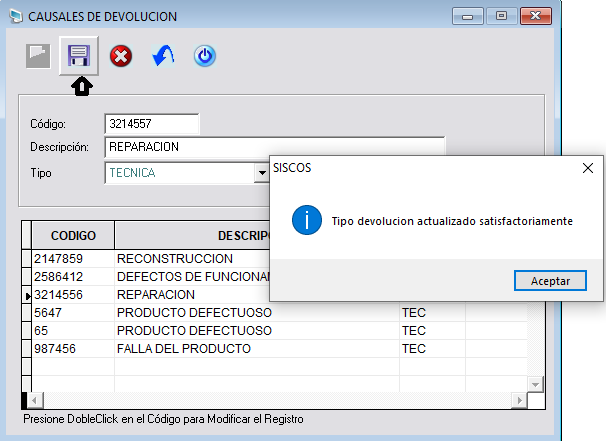 CAUSALES DE DEVOLUCION
Código: 3214557
Descripción: REPARACION
Tipo TECNICA
SISCOS
Tipo devolucion actualizado satisfactoriamente
Aceptar
CODIGO DESCRIPC
2147859 RECONSTRUCCION
2586412 DEFECTOS DE FUNCIONAN
3214556 REPARACION
5647 PRODUCTO DEFECTUOSO TEC
65 PRODUCTO DEFECTUOSO TEC
987456 FALLA DEL PRODUCTO TEC
Presione DobleClick en el Código para Modificar el Registro